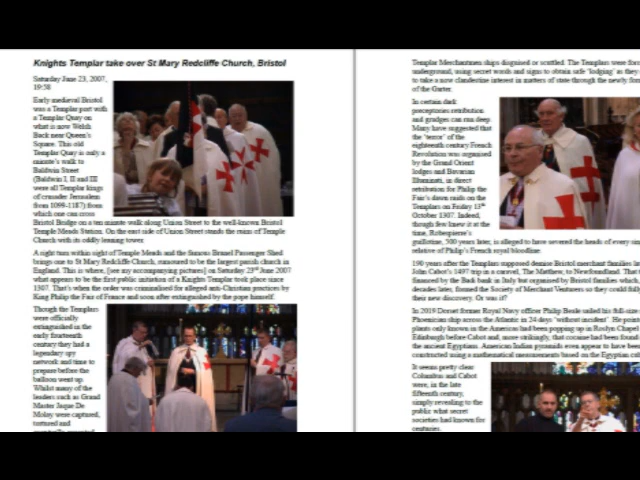 Knights Templar take over St Mary Redcliffe Church, Bristol
Saturday June 23, 2007,
19:58
Early medieval Bristol
was a Templar port with
a Templar Quay on
what is now Welsh
Back near Queen's
Square. This old
Templar Quay is only a
minute's walk to
Baldwin Street
(Baldwin I, II and III
were all Templar kings
of crusader Jerusalem
from 1099-1187) from
which one can cross
Bristol Bridge on a ten minute walk along Union Street to the well-known Bristol
Temple Meads Station. On the east side of Union Street stands the ruins of Temple
Church with its oddly leaning tower.
A right turn within sight of Temple Meads and the famous Brunel Passenger Shed
brings one to St Mary Redcliffe Church, rumoured to be the largest parish church in
England. This is where, [see my accompanying pictures] on Saturday 23rd June 2007
what appears to be the first public initiation of a Knights Templar took place since
1307. That's when the order was criminalised for alleged anti-Christian practices by
King Philip the Fair of France and soon after extinguished by the pope himself.
Though the Templars
were officially
extinguished in the
early fourteenth
century they had a
legendary spy
network and time to
prepare before the
balloon went up.
Whilst many of the
leaders such as Grand
Master Jaque De
Molay were captured,
tortured and
Templar Merchantmen ships disguised or scuttled. The Templars were
underground, using secret words and signs to obtain safe 'lodging' as they
to take a now clandestine interest in matters of state through the newly
of the Garter.
In certain dark
preceptories retribution
and grudges can run deep.
Many have suggested that
the "terror" of the
eighteenth century French
Revolution was organised
by the Grand Orient
lodges and Bavarian
Illuminati, in direct
retribution for Philip the
Fair's dawn raids on the
Templars on Friday 13th
October 1307. Indeed,
though few knew it at the
time, Robespierre's
guillotine, 500 years later, is alleged to have severed the heads of every
relative of Philip's French royal bloodline.
190 years after the Templars supposed demise Bristol merchant families
John Cabot's 1497 trip in a caravel, The Matthew, to Newfoundland. That
financed by the Bardi bank in Italy but organised by Bristol families which,
decades later, formed the Society of Merchant Venturers so they could fully
their new discovery. Or was it?
In 2019 Dorset former Royal Navy officer Philip Beale sailed his full-size
Phoenician ship across the Atlantic in 24 days 'without incident'. He
plants only known in the Americas had been popping up in Roslyn Chapel
Edinburgh before Cabot and, more strikingly, that cocaine had been found
the ancient Egyptians. American Indian pyramids even appear to have been
constructed using a mathematical measurements based on the Egyptian
It seems pretty clear
Columbus and Cabot
were, in the late
fifteenth century,
simply revealing to the
public what secret
societies had known for
centuries.